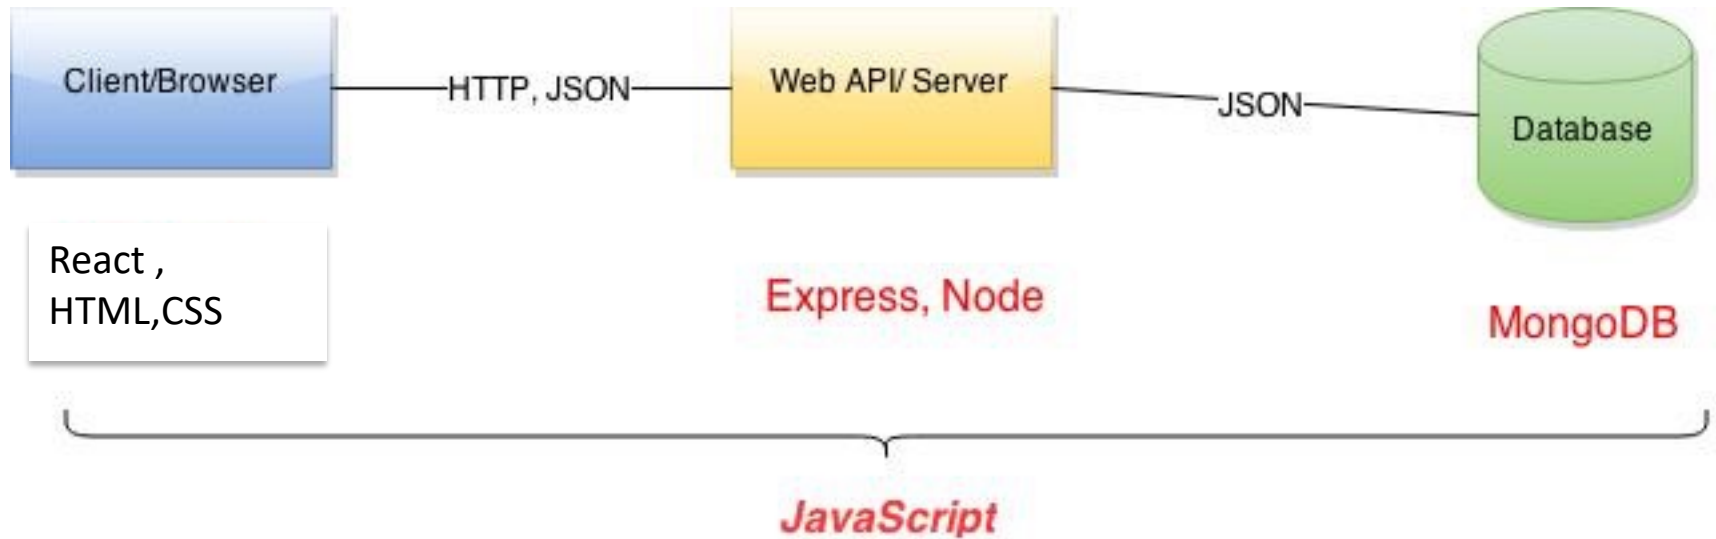 Client/Browser
HTTP, JSON
Web API/ Server
JSON
Database
React ,
HTML,CSS
Express, Node
MongoDB
JavaScript